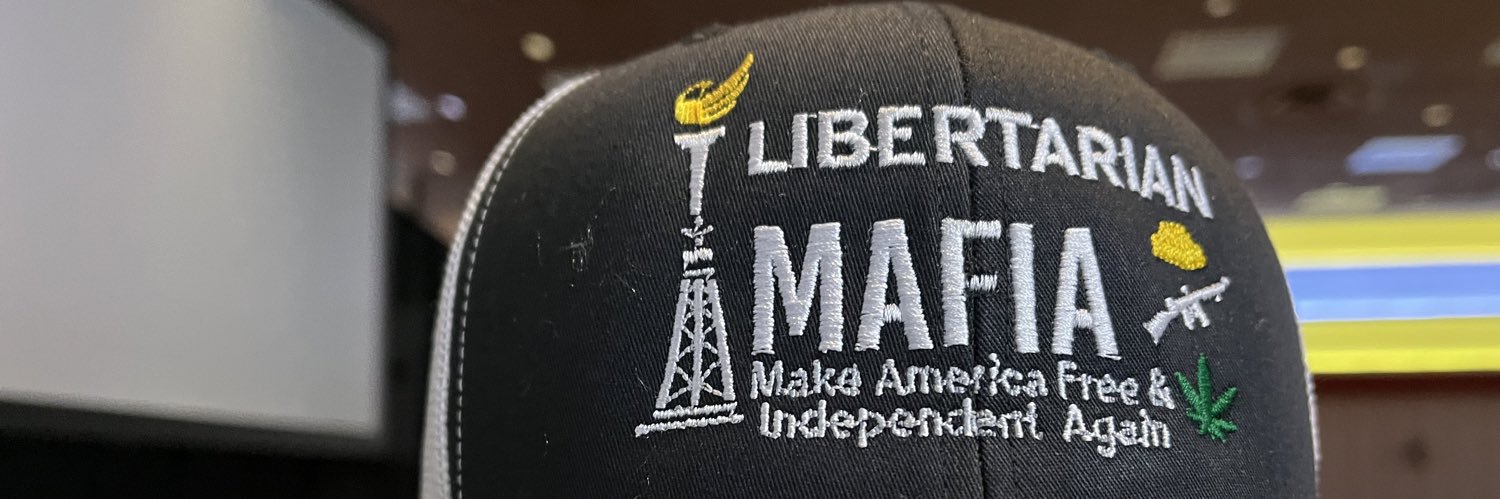 LIBERTARIAN
MAFIA
Make America Free &
Independent Again